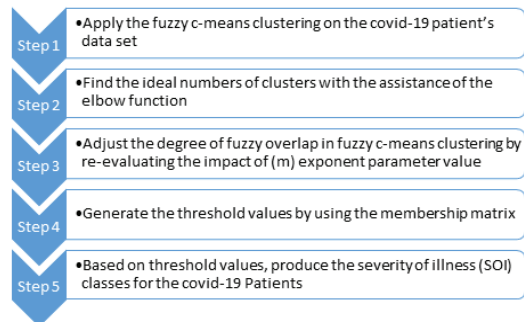 Step 1
•Apply the fuzzy c-means clustering on the covid-19 patient's
data set
Step 2
•Find the ideal numbers of clusters with the assistance of the
elbow function
Step 3
•Adjust the degree of fuzzy overlap in fuzzy c-means clustering by
re-evaluating the impact of (m) exponent parameter value
Step 4
•Generate the threshold values by using the membership matrix
Step 5
•Based on threshold values, produce the severity of illness (SOI)
classes for the covid-19 Patients